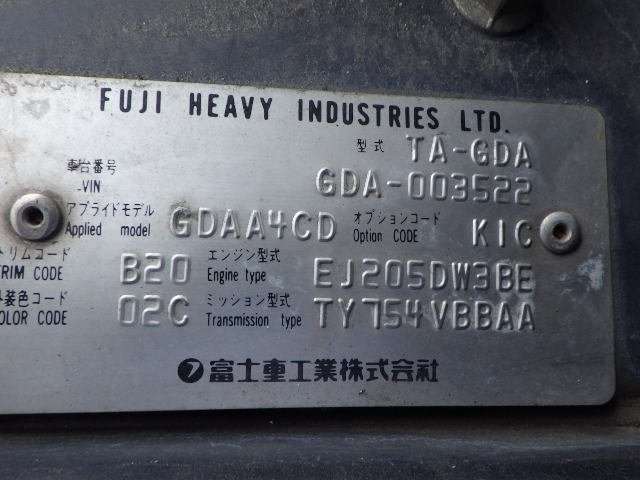 FUJI HEAVY INDUSTRIES LTD.
型式 TA-GDA
車台番号 VIN GDA-003522
アプライドモデル Applied model GDAA4CD オプションコード Option CODE KIC
トリムコード TRIM CODE B20 エンジン型式 Engine type EJ205DW3BE
外装色コード COLOR CODE 02C ミッション型式 Transmission type TY754VBBAA
富士重工業株式会社